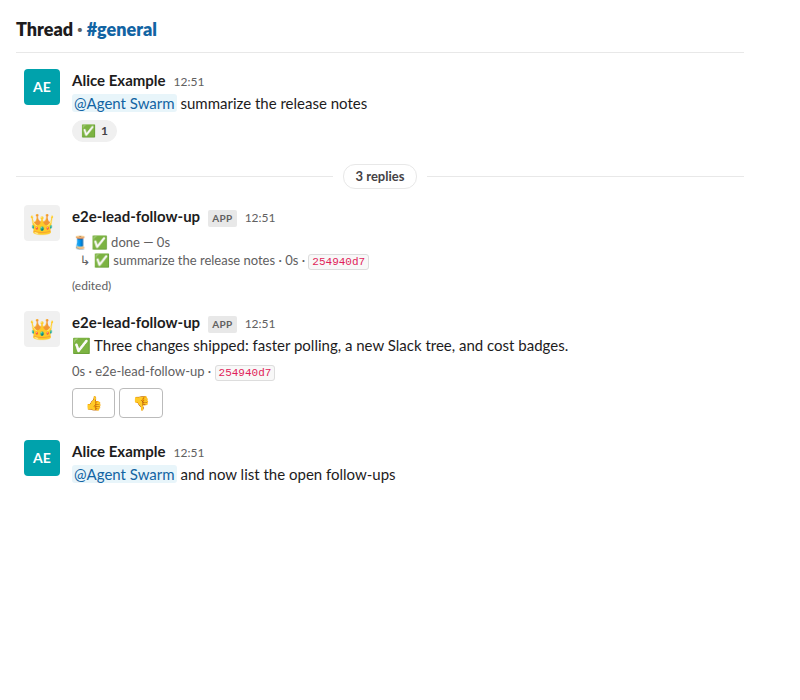 Thread • #general
AE
Alice Example 12:51
@Agent Swarm summarize the release notes
✅ 1
3 replies
e2e-lead-follow-up APP 12:51
🧵 ✅ done — 0s
↳ ✅ summarize the release notes · 0s · 254940d7
(edited)
e2e-lead-follow-up APP 12:51
✅ Three changes shipped: faster polling, a new Slack tree, and cost badges.
0s · e2e-lead-follow-up · 254940d7
👍 👎
AE
Alice Example 12:51
@Agent Swarm and now list the open follow-ups